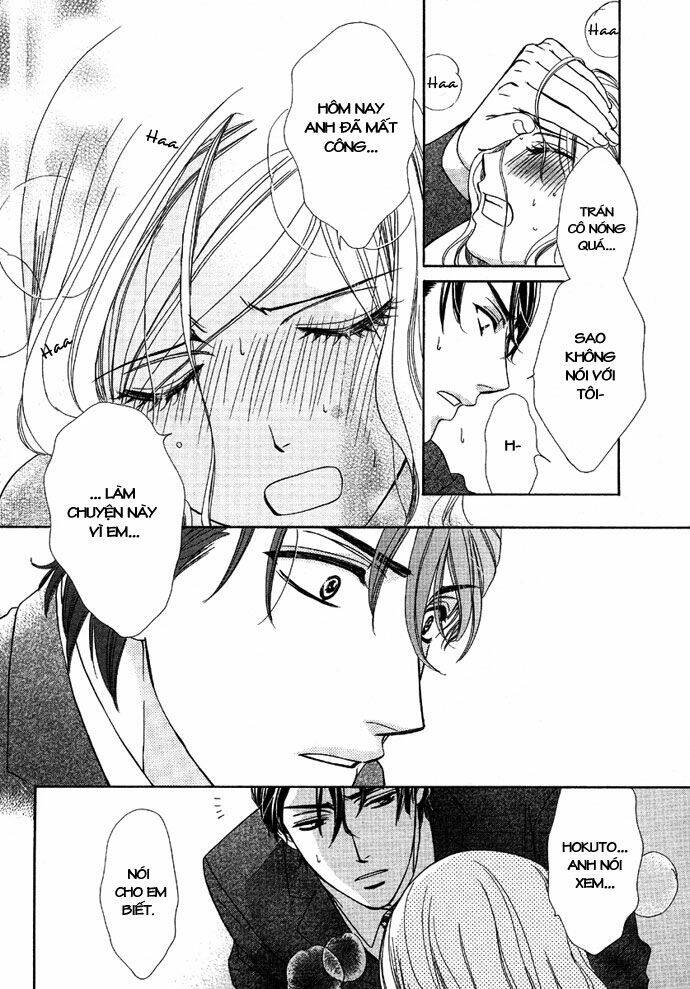 Haa
Haa
TRÁN
CÔ NÓNG
QUÁ...
SAO
KHÔNG
NÓI VỚI
TÔI-
H-
HÔM NAY
ANH ĐÃ MẤT
CÔNG...
Haa
Haa
... LÀM
CHUYỆN NÀY
VÌ EM...
HOKUTO...
ANH NÓI
XEM...
NÓI
CHO EM
BIẾT.